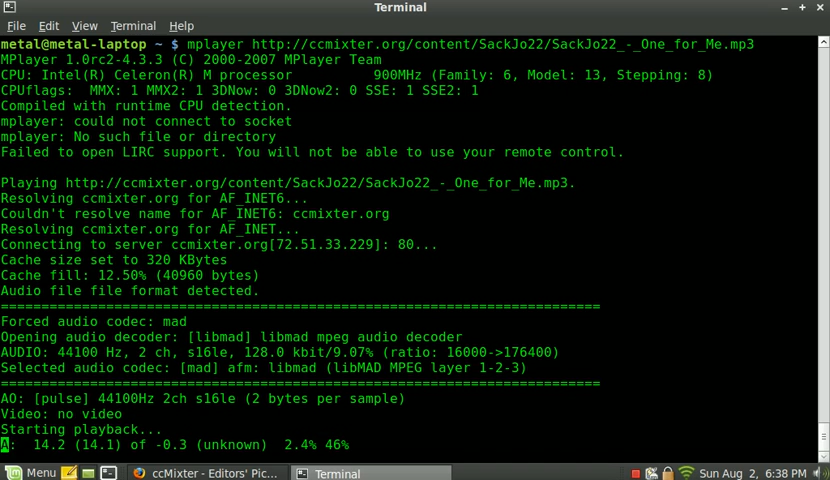 Terminal
File Edit View Terminal Help
metal@metal-laptop ~ $ mplayer http://ccmixter.org/content/SackJo22/SackJo22_-_One_for_Me.mp3
MPlayer 1.0rc2-4.3.3 (C) 2000-2007 MPlayer Team
CPU: Intel(R) Celeron(R) M processor          900MHz (Family: 6, Model: 13, Stepping: 8)
CPUflags:  MMX: 1 MMX2: 1 3DNow: 0 3DNow2: 0 SSE: 1 SSE2: 1
Compiled with runtime CPU detection.
mplayer: could not connect to socket
mplayer: No such file or directory
Failed to open LIRC support. You will not be able to use your remote control.
Playing http://ccmixter.org/content/SackJo22/SackJo22_-_One_for_Me.mp3.
Resolving ccmixter.org for AF_INET6...
Couldn't resolve name for AF_INET6: ccmixter.org
Resolving ccmixter.org for AF_INET...
Connecting to server ccmixter.org[72.51.33.229]: 80...
Cache size set to 320 KBytes
Cache fill: 12.50% (40960 bytes)
Audio file file format detected.
==========================================================================
Forced audio codec: mad
Opening audio decoder: [libmad] libmad mpeg audio decoder
AUDIO: 44100 Hz, 2 ch, s16le, 128.0 kbit/9.07% (ratio: 16000->176400)
Selected audio codec: [mad] afm: libmad (libMAD MPEG layer 1-2-3)
==========================================================================
AO: [pulse] 44100Hz 2ch s16le (2 bytes per sample)
Video: no video
Starting playback...
A:  14.2 (14.1) of -0.3 (unknown)  2.4% 46%
Menu ccMixter - Editors' Pic... Terminal Sun Aug 2, 6:38 PM